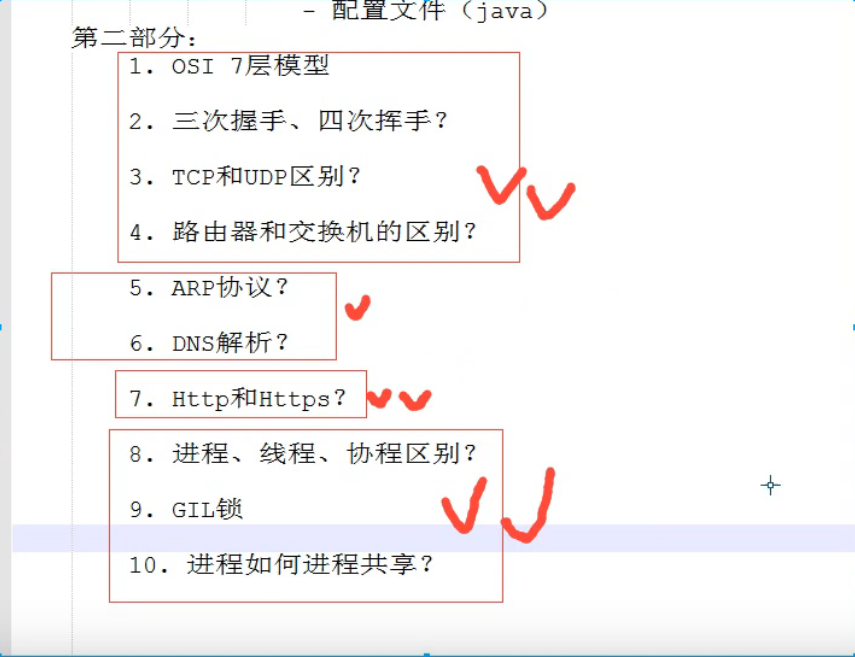 - 配置文件（java）
第二部分:
1. OSI 7层模型
2. 三次握手、四次挥手?
3. TCP和UDP区别?
4. 路由器和交换机的区别?
5. ARP协议?
6. DNS解析?
7. Http和Https?
8. 进程、线程、协程区别?
9. GIL锁
10. 进程如何进程共享?